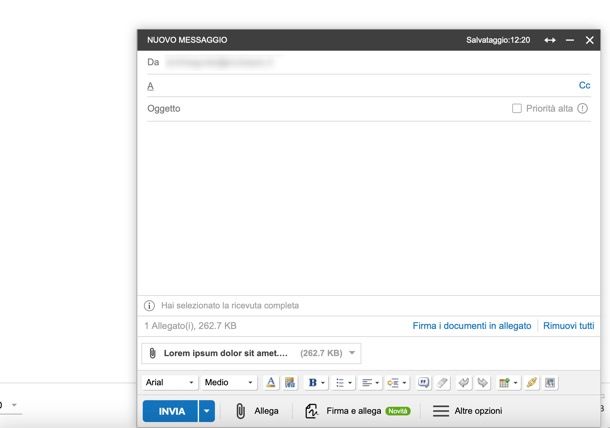 NUOVO MESSAGGIO Salvataggio:12:20
Da
A Cc
Oggetto Priorità alta
Hai selezionato la ricevuta completa
1 Allegato(i), 262.7 KB Firma i documenti in allegato Rimuovi tutti
Lorem ipsum dolor sit amet.... (262.7 KB)
Arial Medio A B
INVIA Allega Firma e allega Novità Altre opzioni